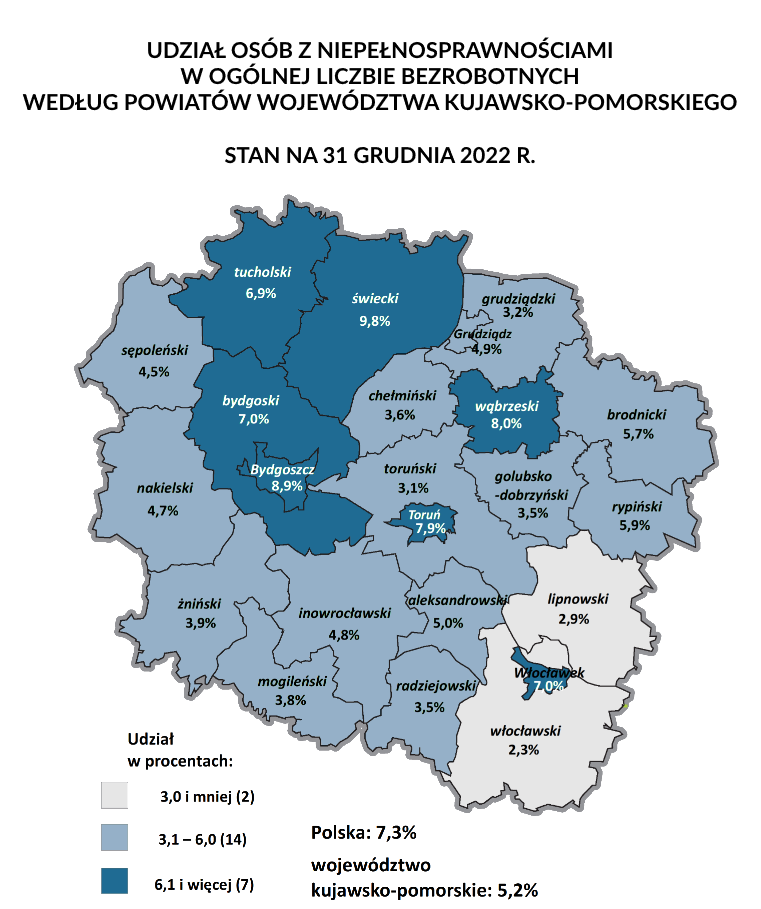 UDZIAŁ OSÓB Z NIEPEŁNOSPRAWNOŚCIAMI
W OGÓLNEJ LICZBIE BEZROBOTNYCH
WEDŁUG POWIATÓW WOJEWÓDZTWA KUJAWSKO-POMORSKIEGO
STAN NA 31 GRUDNIA 2022 R.
tucholski
6,9%
świecki
9,8%
grudziądzki
3,2%
Grudziądz
4,9%
sępoleński
4,5%
bydgoski
7,0%
chełmiński
3,6%
wąbrzeski
8,0%
brodnicki
5,7%
Bydgoszcz
8,9%
toruński
3,1%
golubsko
-dobrzyński
3,5%
nakielski
4,7%
Toruń
7,9%
rypiński
5,9%
żniński
3,9%
inowrocławski
4,8%
aleksandrowski
5,0%
lipnowski
2,9%
mogileński
3,8%
radziejowski
3,5%
Włocławek
7,0%
włocławski
2,3%
Udział
w procentach:
3,0 i mniej (2)
3,1 – 6,0 (14)
6,1 i więcej (7)
Polska: 7,3%
województwo
kujawsko-pomorskie: 5,2%